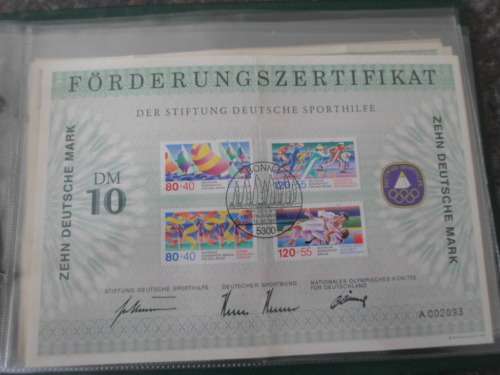 FÖRDERUNGSZERTIFIKAT
DER STIFTUNG DEUTSCHE SPORTHILFE
ZEHN DEUTSCHE MARK
DM
10
80+40
120+55
BONN
5300
80+40
120+55
ZEHN DEUTSCHE MARK
STIFTUNG DEUTSCHE SPORTHILFE
DEUTSCHER SPORTBUND
NATIONALES OLYMPISCHES KOMITEE
FÜR DEUTSCHLAND
A 002093